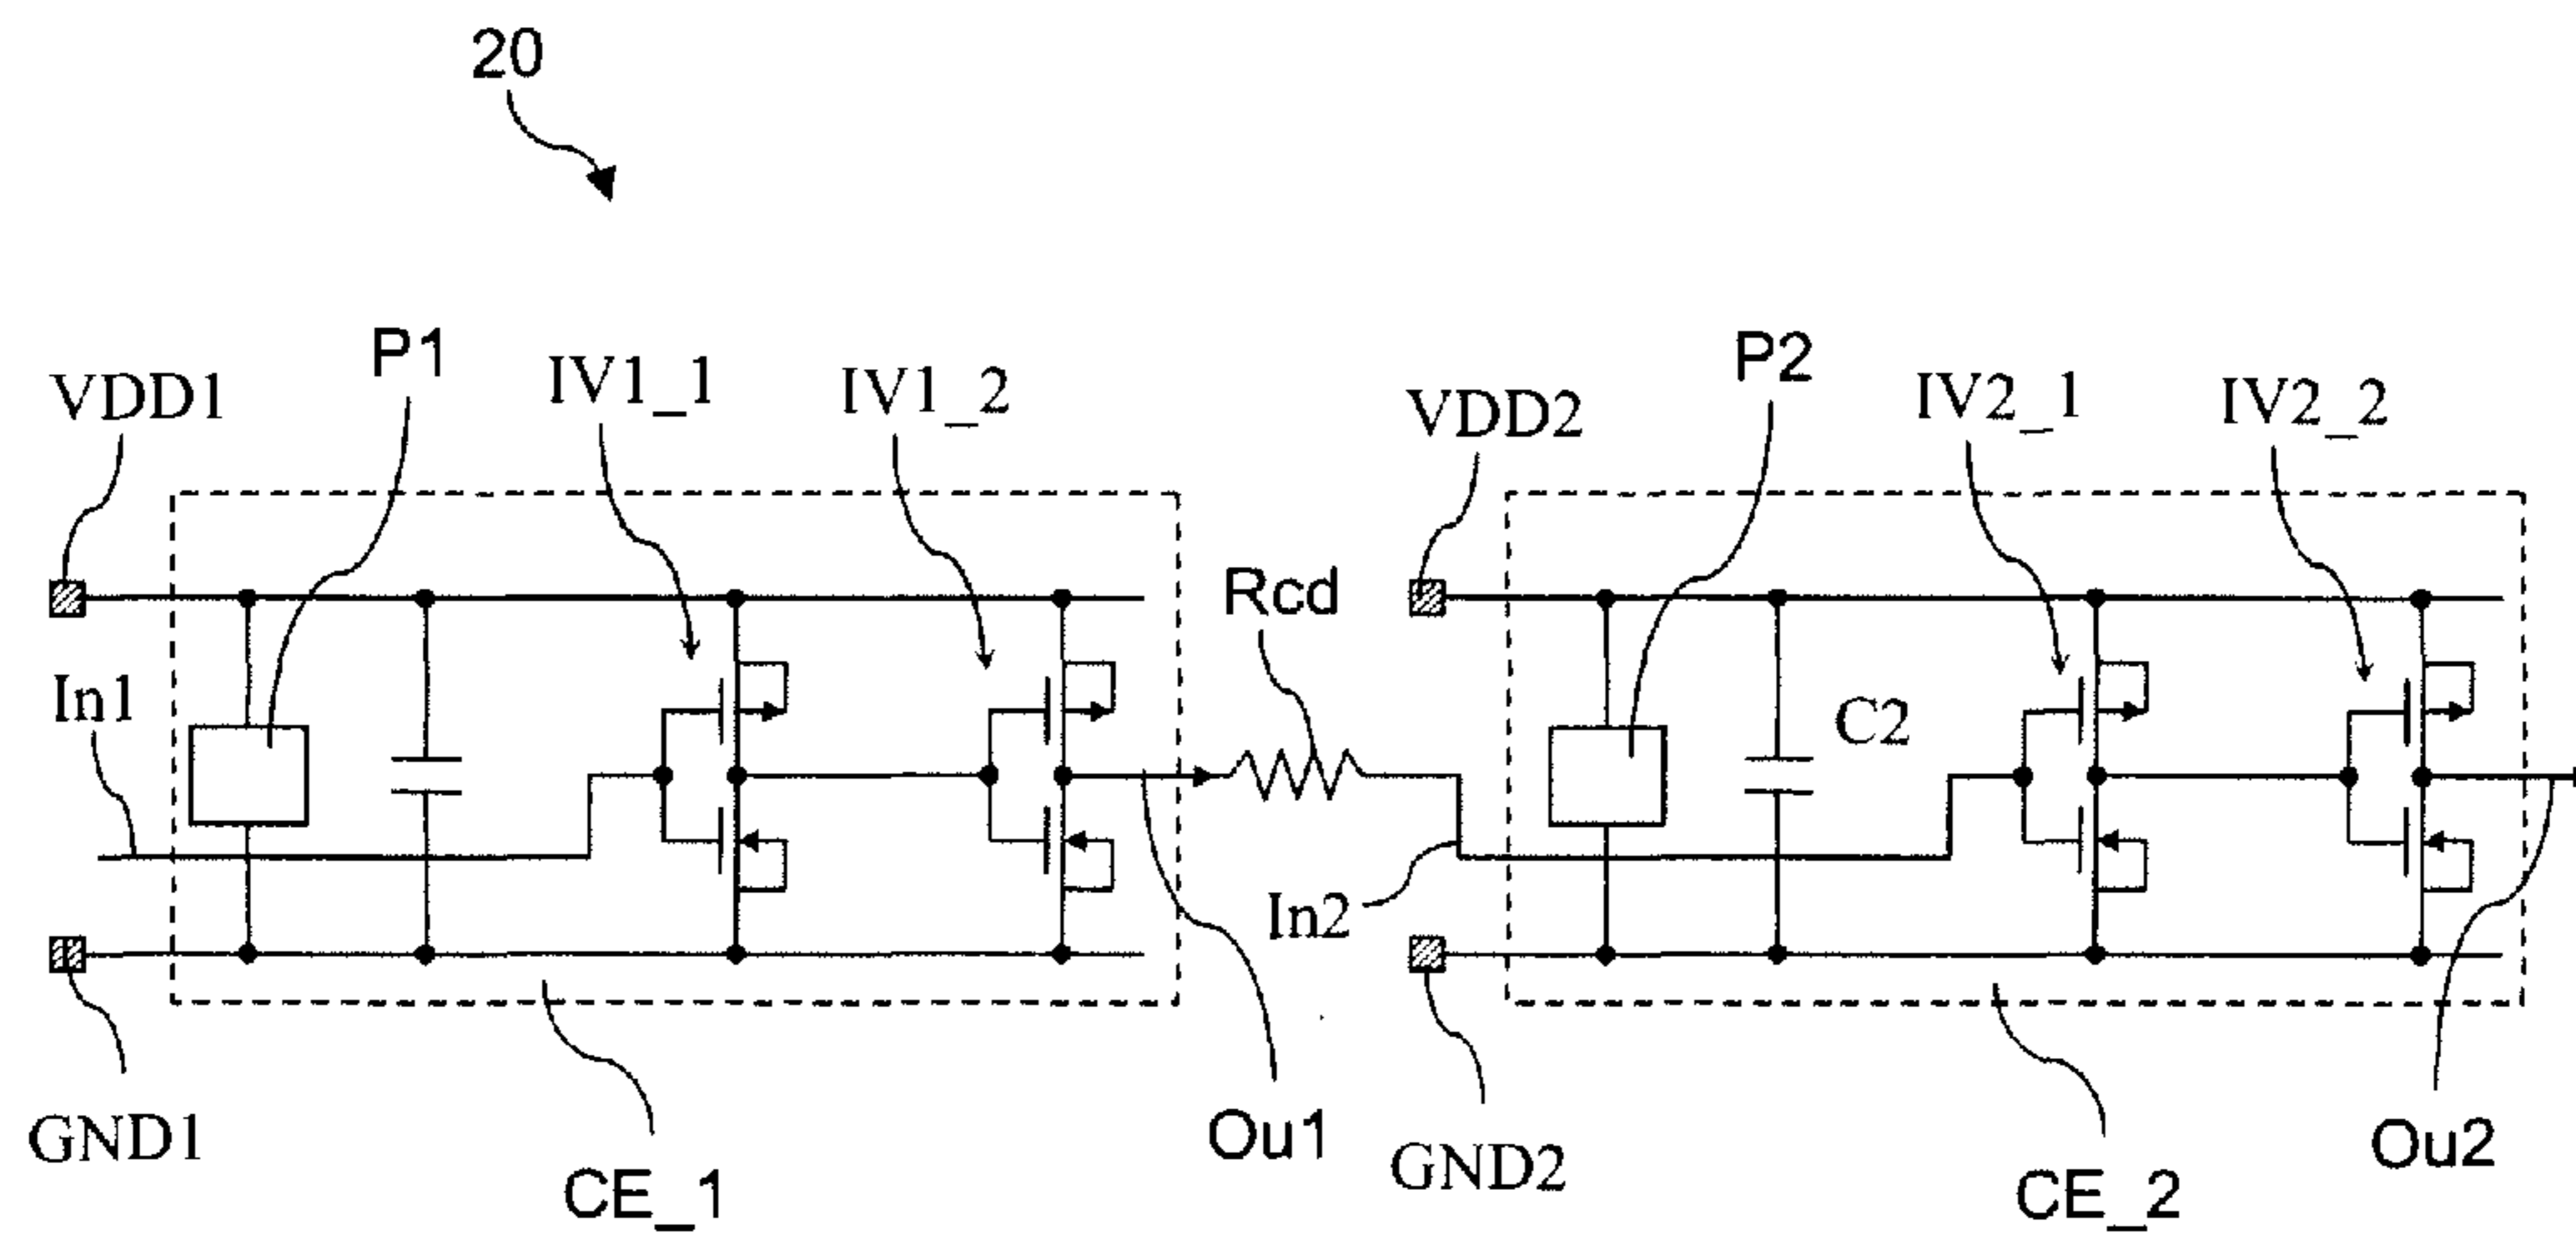 20
P1
IV1_1
IV1_2
VDD1
P2
VDD2
IV2_1
IV2_2
Rcd
In1
C2
In2
GND1
Ou1
GND2
Ou2
CE_1
CE_2